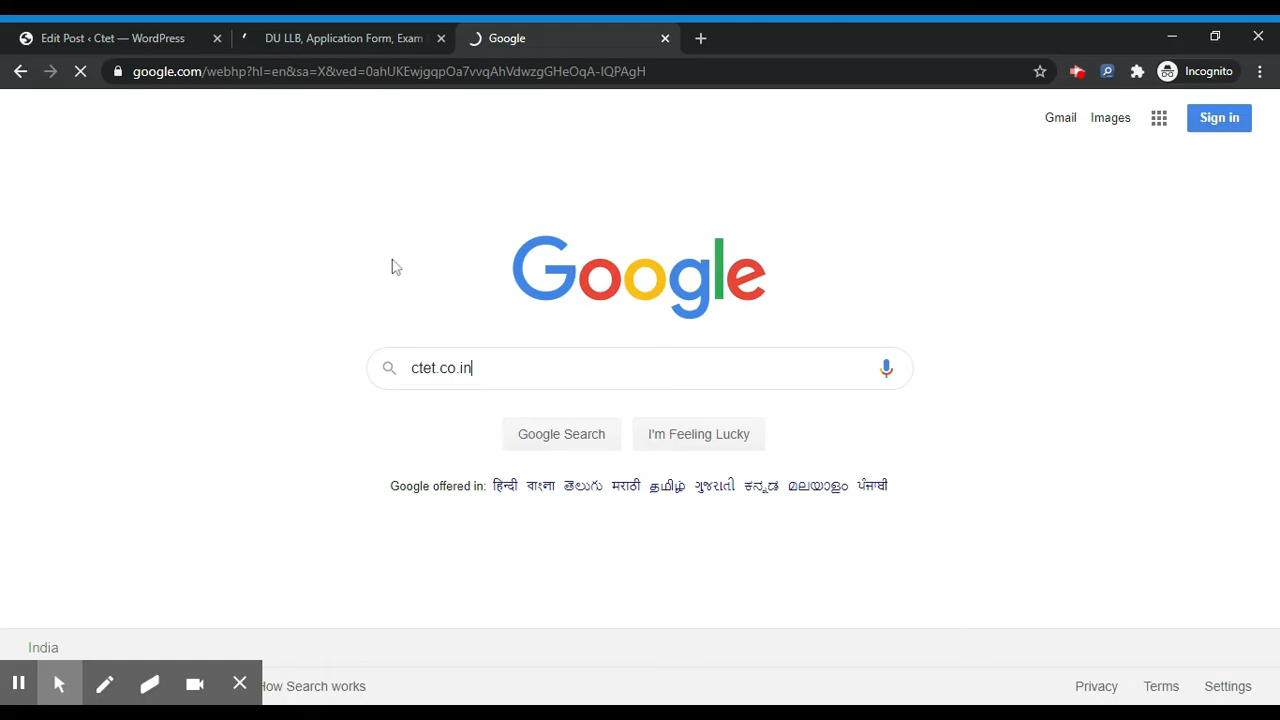 Edit Post ‹ Ctet — WordPress
DU LLB, Application Form, Exam
Google
google.com/webhp?hl=en&sa=X&ved=0ahUKEwjgqpOa7vvqAhVdwzgGHeOqA-IQPAgH
Incognito
Gmail Images Sign in
Google
ctet.co.in
Google Search I'm Feeling Lucky
Google offered in: हिन्दी বাংলা తెలుగు मराठी தமிழ் ગુજરાતી ಕನ್ನಡ മലയാളം ਪੰਜਾਬੀ
India
How Search works Privacy Terms Settings